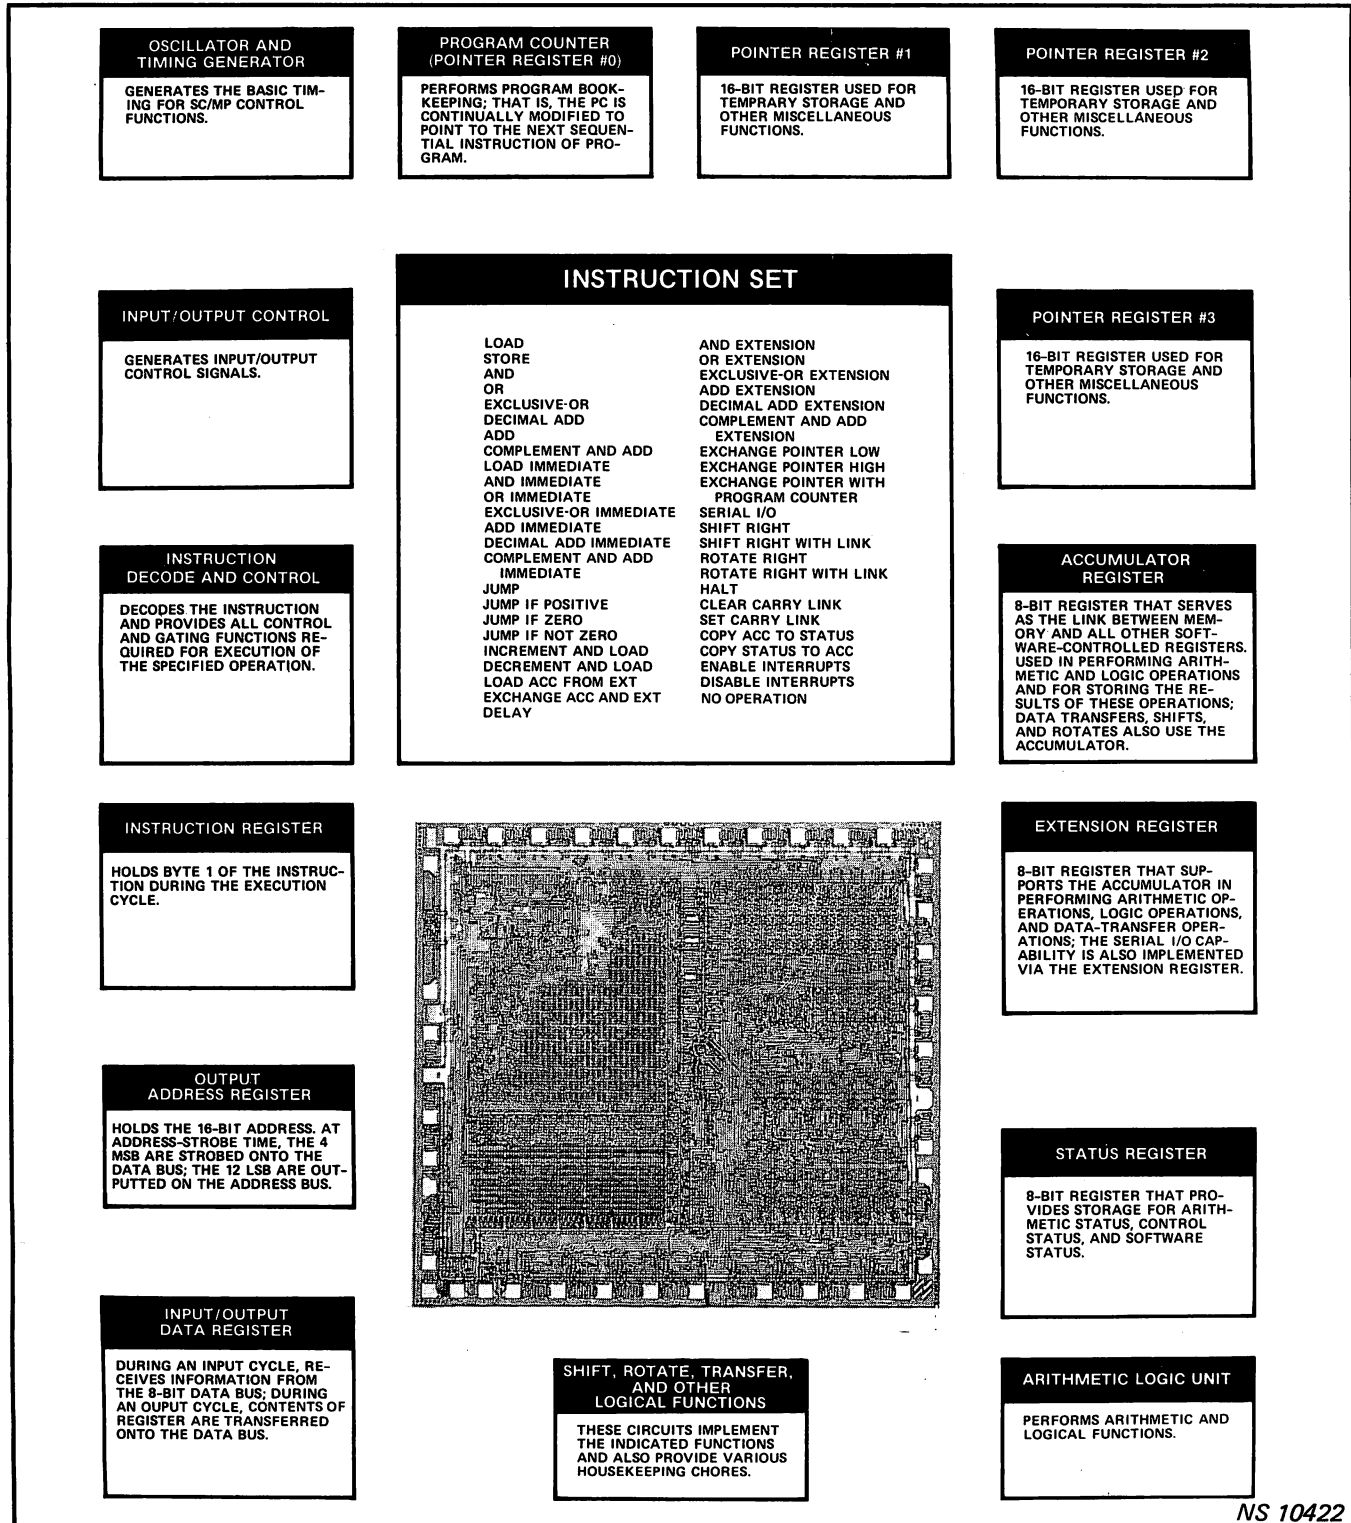 OSCILLATOR AND
TIMING GENERATOR
GENERATES THE BASIC TIM-
ING FOR SC/MP CONTROL
FUNCTIONS.
PROGRAM COUNTER
(POINTER REGISTER #0)
PERFORMS PROGRAM BOOK-
KEEPING; THAT IS, THE PC IS
CONTINUALLY MODIFIED TO
POINT TO THE NEXT SEQUEN-
TIAL INSTRUCTION OF PRO-
GRAM.
POINTER REGISTER #1
16-BIT REGISTER USED FOR
TEMPRARY STORAGE AND
OTHER MISCELLANEOUS
FUNCTIONS.
POINTER REGISTER #2
16-BIT REGISTER USED FOR
TEMPORARY STORAGE AND
OTHER MISCELLANEOUS
FUNCTIONS.
INPUT/OUTPUT CONTROL
GENERATES INPUT/OUTPUT
CONTROL SIGNALS.
INSTRUCTION SET
LOAD
STORE
AND
OR
EXCLUSIVE-OR
DECIMAL ADD
ADD
COMPLEMENT AND ADD
LOAD IMMEDIATE
AND IMMEDIATE
OR IMMEDIATE
EXCLUSIVE-OR IMMEDIATE
ADD IMMEDIATE
DECIMAL ADD IMMEDIATE
COMPLEMENT AND ADD
IMMEDIATE
JUMP
JUMP IF POSITIVE
JUMP IF ZERO
JUMP IF NOT ZERO
INCREMENT AND LOAD
DECREMENT AND LOAD
LOAD ACC FROM EXT
EXCHANGE ACC AND EXT
DELAY
AND EXTENSION
OR EXTENSION
EXCLUSIVE-OR EXTENSION
ADD EXTENSION
DECIMAL ADD EXTENSION
COMPLEMENT AND ADD
EXTENSION
EXCHANGE POINTER LOW
EXCHANGE POINTER HIGH
EXCHANGE POINTER WITH
PROGRAM COUNTER
SERIAL I/O
SHIFT RIGHT
SHIFT RIGHT WITH LINK
ROTATE RIGHT
ROTATE RIGHT WITH LINK
HALT
CLEAR CARRY LINK
SET CARRY LINK
COPY ACC TO STATUS
COPY STATUS TO ACC
ENABLE INTERRUPTS
DISABLE INTERRUPTS
NO OPERATION
POINTER REGISTER #3
16-BIT REGISTER USED FOR
TEMPORARY STORAGE AND
OTHER MISCELLANEOUS
FUNCTIONS.
INSTRUCTION
DECODE AND CONTROL
DECODES THE INSTRUCTION
AND PROVIDES ALL CONTROL
AND GATING FUNCTIONS RE-
QUIRED FOR EXECUTION OF
THE SPECIFIED OPERATION.
ACCUMULATOR
REGISTER
8-BIT REGISTER THAT SERVES
AS THE LINK BETWEEN MEM-
ORY AND ALL OTHER SOFT-
WARE-CONTROLLED REGISTERS.
USED IN PERFORMING ARITH-
METIC AND LOGIC OPERATIONS
AND FOR STORING THE RE-
SULTS OF THESE OPERATIONS;
DATA TRANSFERS, SHIFTS,
AND ROTATES ALSO USE THE
ACCUMULATOR.
INSTRUCTION REGISTER
HOLDS BYTE 1 OF THE INSTRUC-
TION DURING THE EXECUTION
CYCLE.
EXTENSION REGISTER
8-BIT REGISTER THAT SUP-
PORTS THE ACCUMULATOR IN
PERFORMING ARITHMETIC OP-
ERATIONS, LOGIC OPERATIONS,
AND DATA-TRANSFER OPER-
ATIONS; THE SERIAL I/O CAP-
ABILITY IS ALSO IMPLEMENTED
VIA THE EXTENSION REGISTER.
OUTPUT
ADDRESS REGISTER
HOLDS THE 16-BIT ADDRESS. AT
ADDRESS-STROBE TIME, THE 4
MSB ARE STROBED ONTO THE
DATA BUS; THE 12 LSB ARE OUT-
PUTTED ON THE ADDRESS BUS.
STATUS REGISTER
8-BIT REGISTER THAT PRO-
VIDES STORAGE FOR ARITH-
METIC STATUS, CONTROL
STATUS, AND SOFTWARE
STATUS.
INPUT/OUTPUT
DATA REGISTER
DURING AN INPUT CYCLE, RE-
CEIVES INFORMATION FROM
THE 8-BIT DATA BUS; DURING
AN OUPUT CYCLE, CONTENTS OF
REGISTER ARE TRANSFERRED
ONTO THE DATA BUS.
SHIFT, ROTATE, TRANSFER,
AND OTHER
LOGICAL FUNCTIONS
THESE CIRCUITS IMPLEMENT
THE INDICATED FUNCTIONS
AND ALSO PROVIDE VARIOUS
HOUSEKEEPING CHORES.
ARITHMETIC LOGIC UNIT
PERFORMS ARITHMETIC AND
LOGICAL FUNCTIONS.
NS 10422